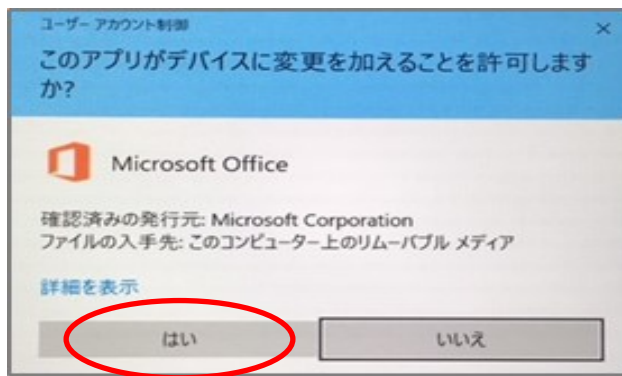 ユーザー アカウント制御
このアプリがデバイスに変更を加えることを許可します
か?
Microsoft Office
確認済みの発行元: Microsoft Corporation
ファイルの入手先: このコンピューター上のリムーバブル メディア
詳細を表示
はい
いいえ